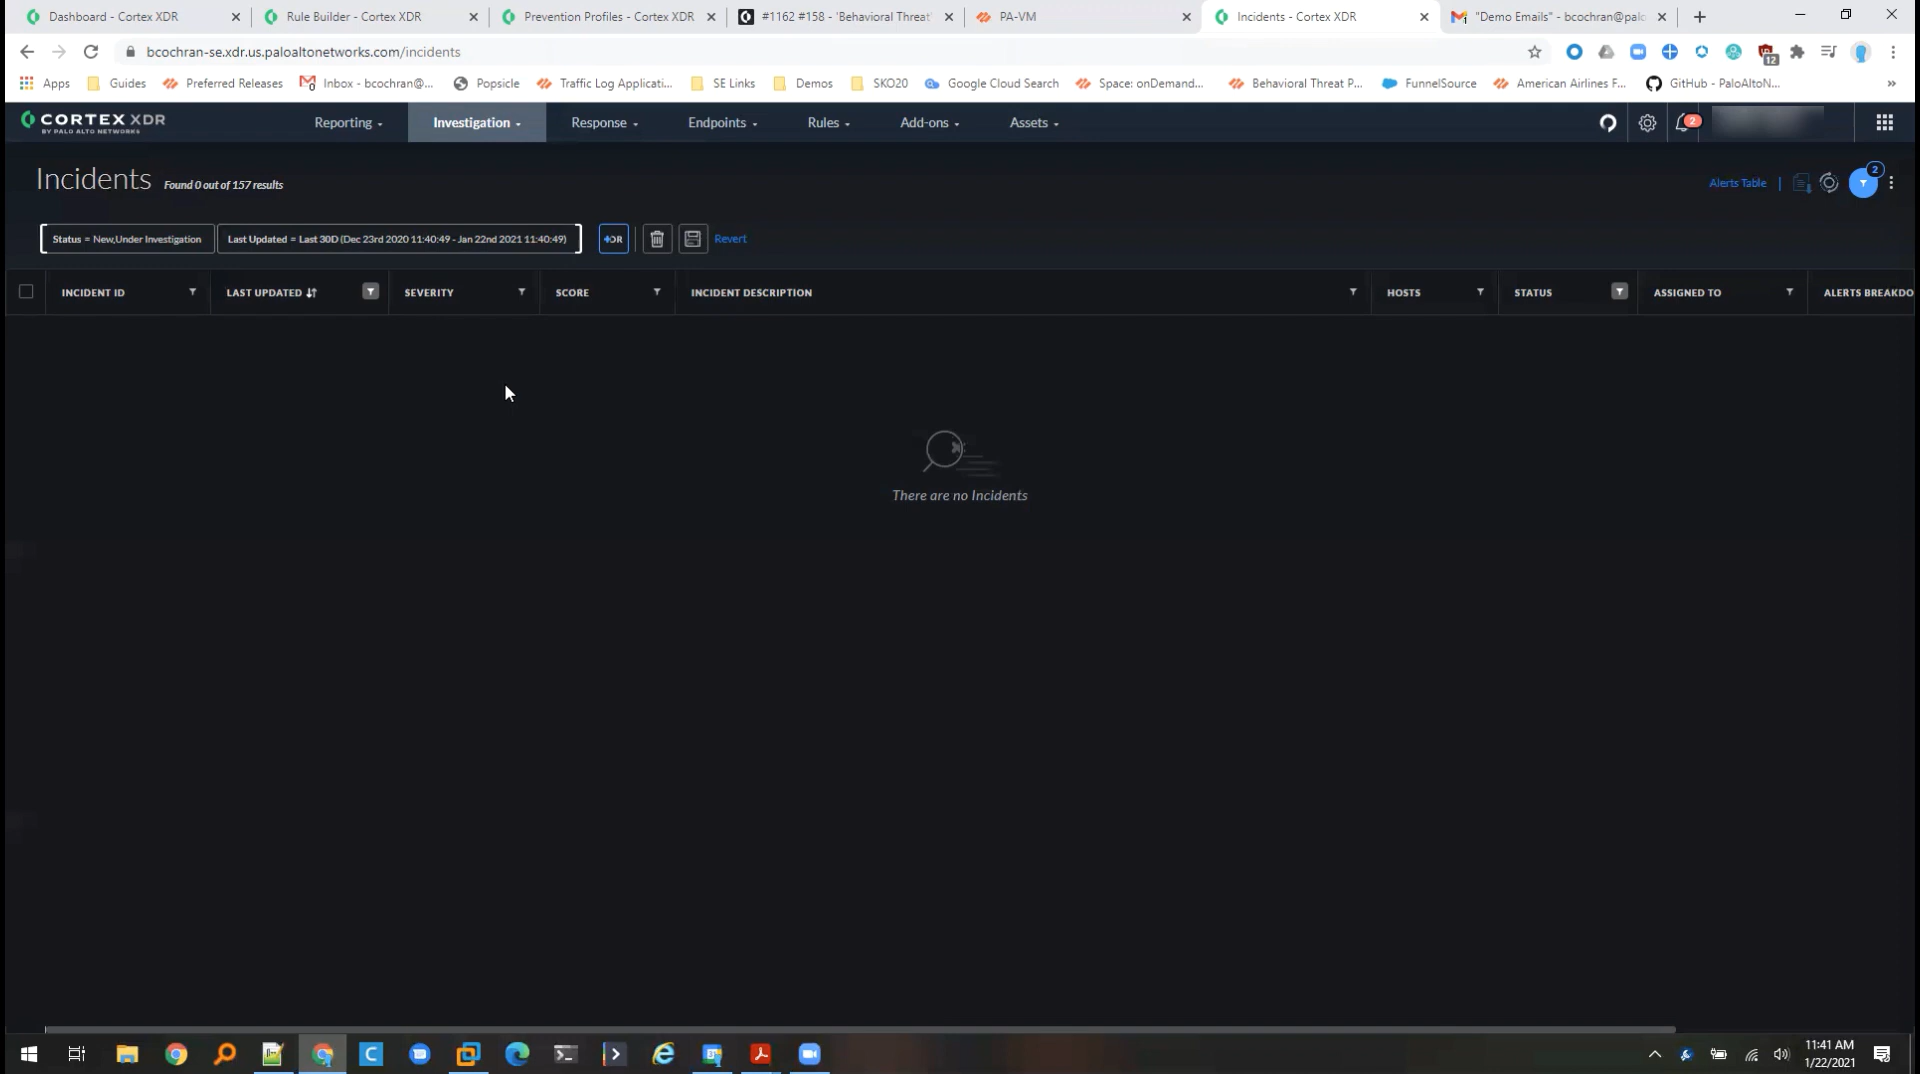 Dashboard - Cortex XDR
Rule Builder - Cortex XDR
Prevention Profiles - Cortex XDR
#1162 #158 - 'Behavioral Threat'
PA-VM
Incidents - Cortex XDR
"Demo Emails" - bcochran@palo
bcochran-se.xdr.us.paloaltonetworks.com/incidents
12
Apps
Guides
Preferred Releases
Inbox - bcochran@...
Popsicle
Traffic Log Applicati...
SE Links
Demos
SKO20
Google Cloud Search
Space: onDemand...
Behavioral Threat P...
FunnelSource
American Airlines F...
GitHub - PaloAltoN...
»
CORTEX XDR
BY PALO ALTO NETWORKS
Reporting
Investigation
Response
Endpoints
Rules
Add-ons
Assets
2
Incidents
Found 0 out of 157 results
Alerts Table
2
Status = New,Under Investigation
Last Updated = Last 30D (Dec 23rd 2020 11:40:49 - Jan 22nd 2021 11:40:49)
+OR
Revert
INCIDENT ID
LAST UPDATED
SEVERITY
SCORE
INCIDENT DESCRIPTION
HOSTS
STATUS
ASSIGNED TO
ALERTS BREAKDO
There are no Incidents
11:41 AM
1/22/2021